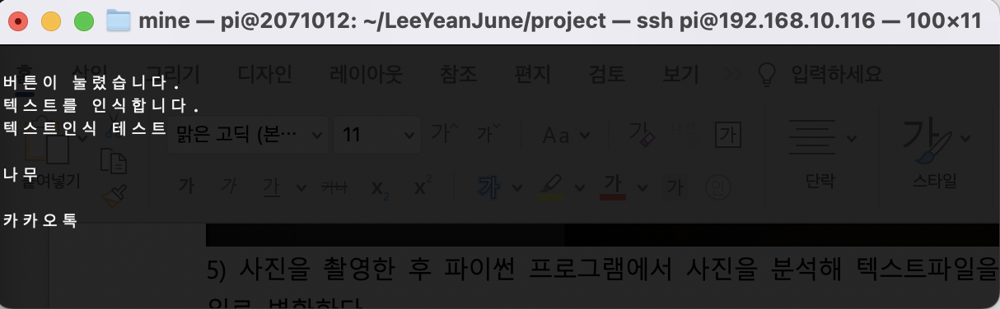 mine — pi@2071012: ~/LeeYeanJune/project — ssh pi@192.168.10.116 — 100×11
홈 삽입 그리기 디자인 레이아웃 참조 편지 검토 보기 >> 입력하세요
버튼이 눌렸습니다.
텍스트를 인식합니다.
텍스트인식 테스트
맑은 고딕 (본… 11 가^ 가ˇ Aa 가 가
나무
붙여넣기 가 가 가 가나 x₂ x² 가 가 가 인 단락 가 스타일
카카오톡
5) 사진을 촬영한 후 파이썬 프로그램에서 사진을 분석해 텍스트파일을